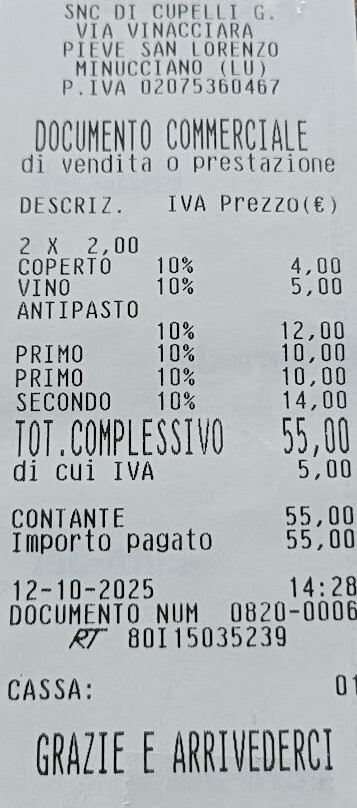 SNC DI CUPELLI G.
VIA VINACCIARA
PIEVE SAN LORENZO
MINUCCIANO (LU)
P.IVA 02075360467
DOCUMENTO COMMERCIALE
di vendita o prestazione
DESCRIZ. IVA Prezzo(€)
2 X 2,00
COPERTO 10% 4,00
VINO 10% 5,00
ANTIPASTO
10% 12,00
PRIMO 10% 10,00
PRIMO 10% 10,00
SECONDO 10% 14,00
TOT.COMPLESSIVO 55,00
di cui IVA 5,00
CONTANTE 55,00
Importo pagato 55,00
12-10-2025 14:28
DOCUMENTO NUM 0820-0006
RT 80I15035239
CASSA: 01
GRAZIE E ARRIVEDERCI